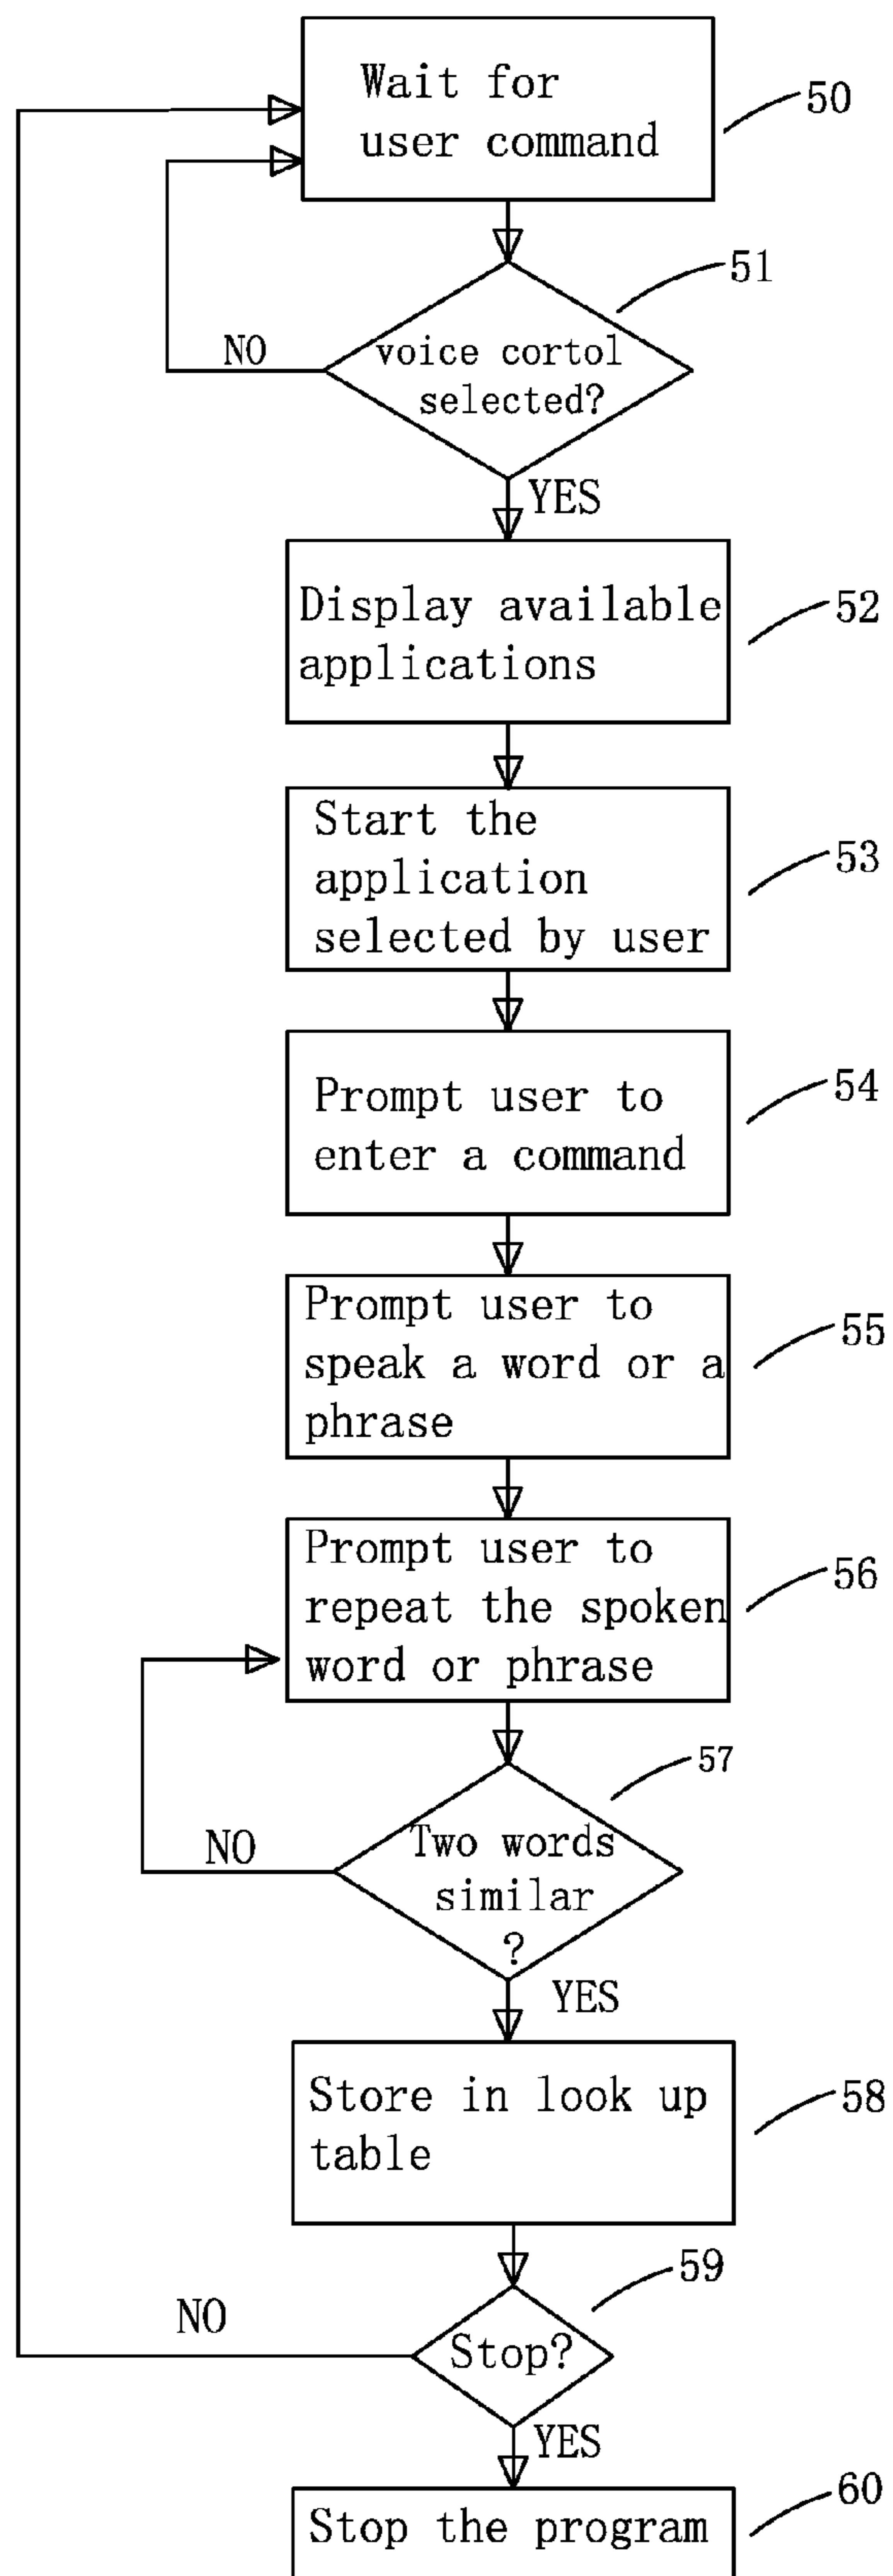 Wait for
user command
50
51
NO
voice cortol
selected?
YES
Display available
applications
52
Start the
application
selected by user
53
Prompt user to
enter a command
54
Prompt user to
speak a word or a
phrase
55
Prompt user to
repeat the spoken
word or phrase
56
57
NO
Two words
similar
?
YES
Store in look up
table
58
59
NO
Stop?
YES
Stop the program
60